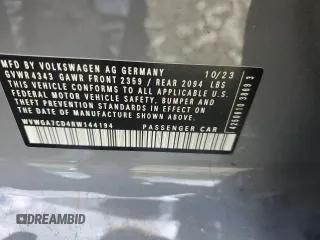 MFD BY VOLKSWAGEN AG GERMANY 10/23
GVWR 4343 GAWR FRONT 2359 / REAR 2094 LBS
THIS VEHICLE CONFORMS TO ALL APPLICABLE
FEDERAL MOTOR VEHICLE SAFETY, BUMPER AND
THEFT PREVENTION STANDARDS IN EFFECT ON
THE DATE OF MANUFACTURE SHOWN ABOVE.
PASSENGER CAR
DREAMBID